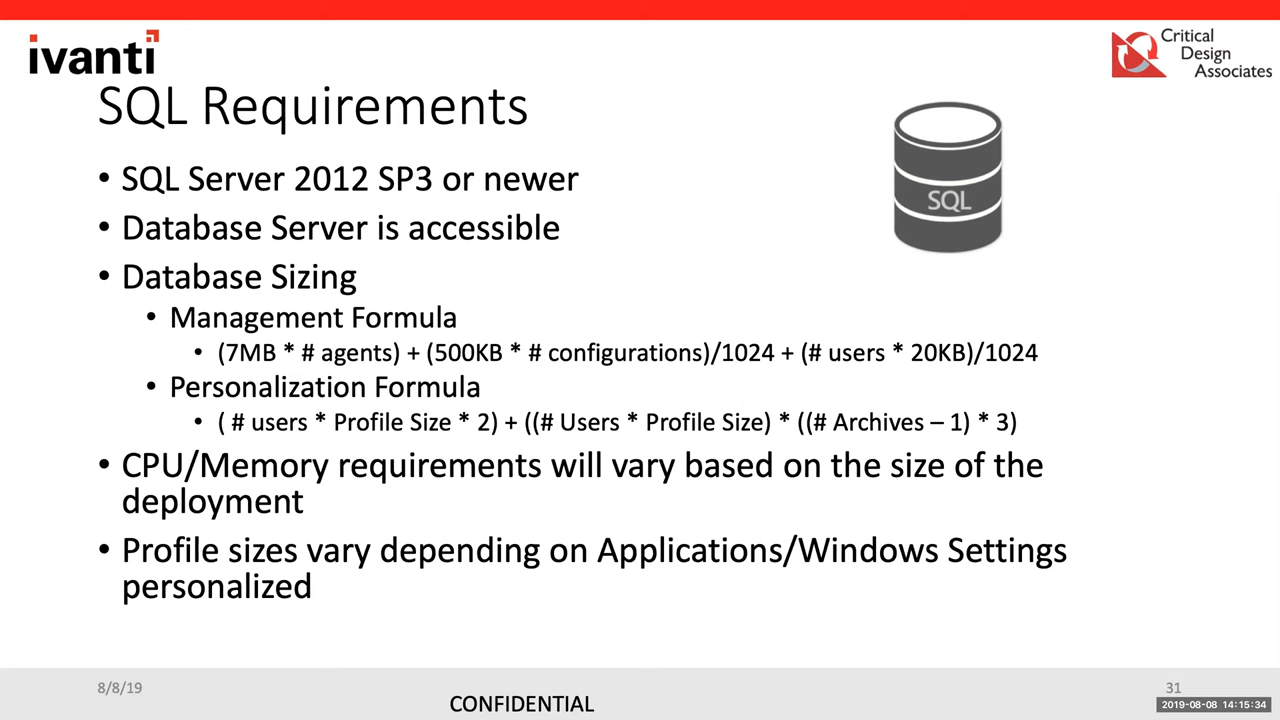 ivanti
Critical
Design
Associates
SQL Requirements
SQL
• SQL Server 2012 SP3 or newer
• Database Server is accessible
• Database Sizing
• Management Formula
• (7MB * # agents) + (500KB * # configurations)/1024 + (# users * 20KB)/1024
• Personalization Formula
• ( # users * Profile Size * 2) + ((# Users * Profile Size) * ((# Archives – 1) * 3)
• CPU/Memory requirements will vary based on the size of the
deployment
• Profile sizes vary depending on Applications/Windows Settings
personalized
8/8/19
CONFIDENTIAL
31
2019-08-08 14:15:34